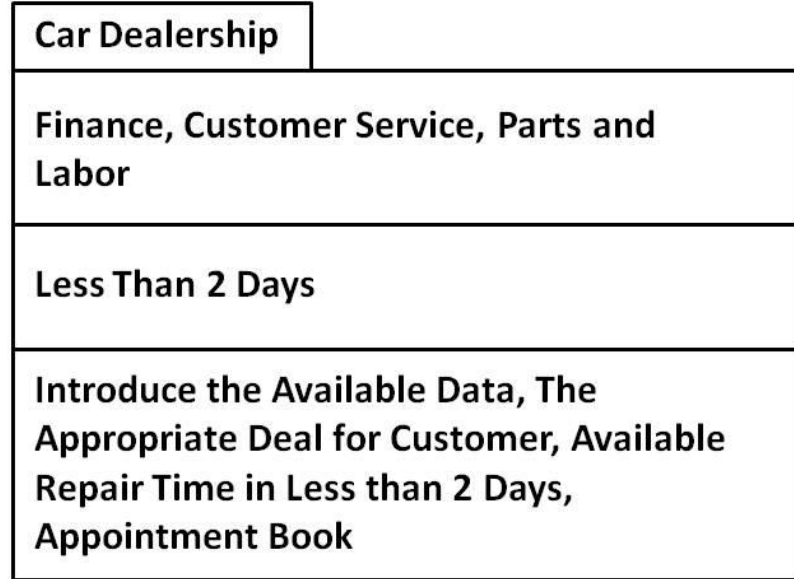 Car Dealership
Finance, Customer Service, Parts and
Labor
Less Than 2 Days
Introduce the Available Data, The
Appropriate Deal for Customer, Available
Repair Time in Less than 2 Days,
Appointment Book